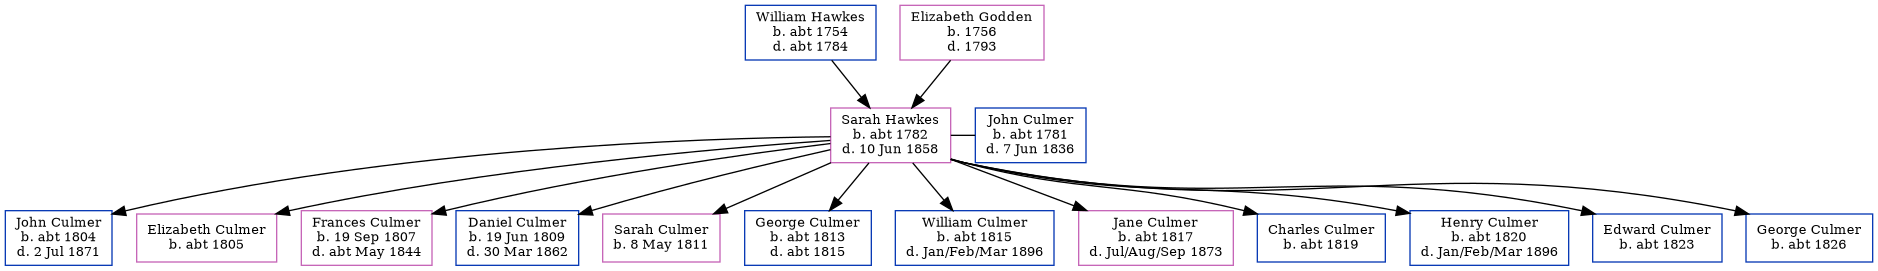 William Hawkes
b. abt 1754
d. abt 1784
Elizabeth Godden
b. 1756
d. 1793
Sarah Hawkes
b. abt 1782
d. 10 Jun 1858
John Culmer
b. abt 1781
d. 7 Jun 1836
John Culmer
b. abt 1804
d. 2 Jul 1871
Elizabeth Culmer
b. abt 1805
Frances Culmer
b. 19 Sep 1807
d. abt May 1844
Daniel Culmer
b. 19 Jun 1809
d. 30 Mar 1862
Sarah Culmer
b. 8 May 1811
George Culmer
b. abt 1813
d. abt 1815
William Culmer
b. abt 1815
d. Jan/Feb/Mar 1896
Jane Culmer
b. abt 1817
d. Jul/Aug/Sep 1873
Charles Culmer
b. abt 1819
Henry Culmer
b. abt 1820
d. Jan/Feb/Mar 1896
Edward Culmer
b. abt 1823
George Culmer
b. abt 1826